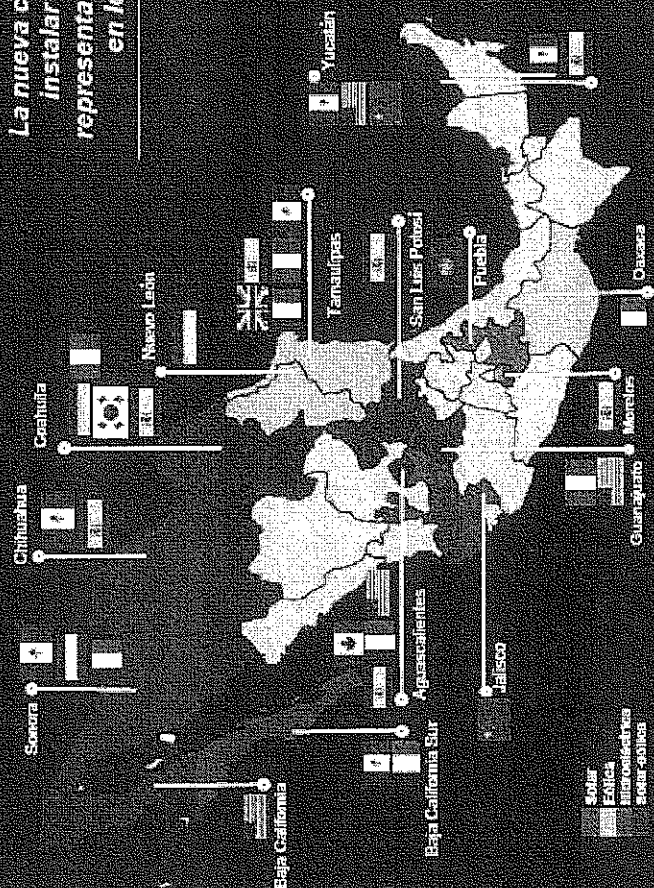 La nueva c
instalar
representa
en lo
Sonora
Chihuahua
Coahuila
Nuevo León
Yucatán
Tamaulipas
San Luis Potosí
Puebla
Baja California
Baja California Sur
Aguascalientes
Jalisco
Guanajuato
Morelos
Oaxaca
Solar
Eólica
Hidroeléctrica
Solar-eólica